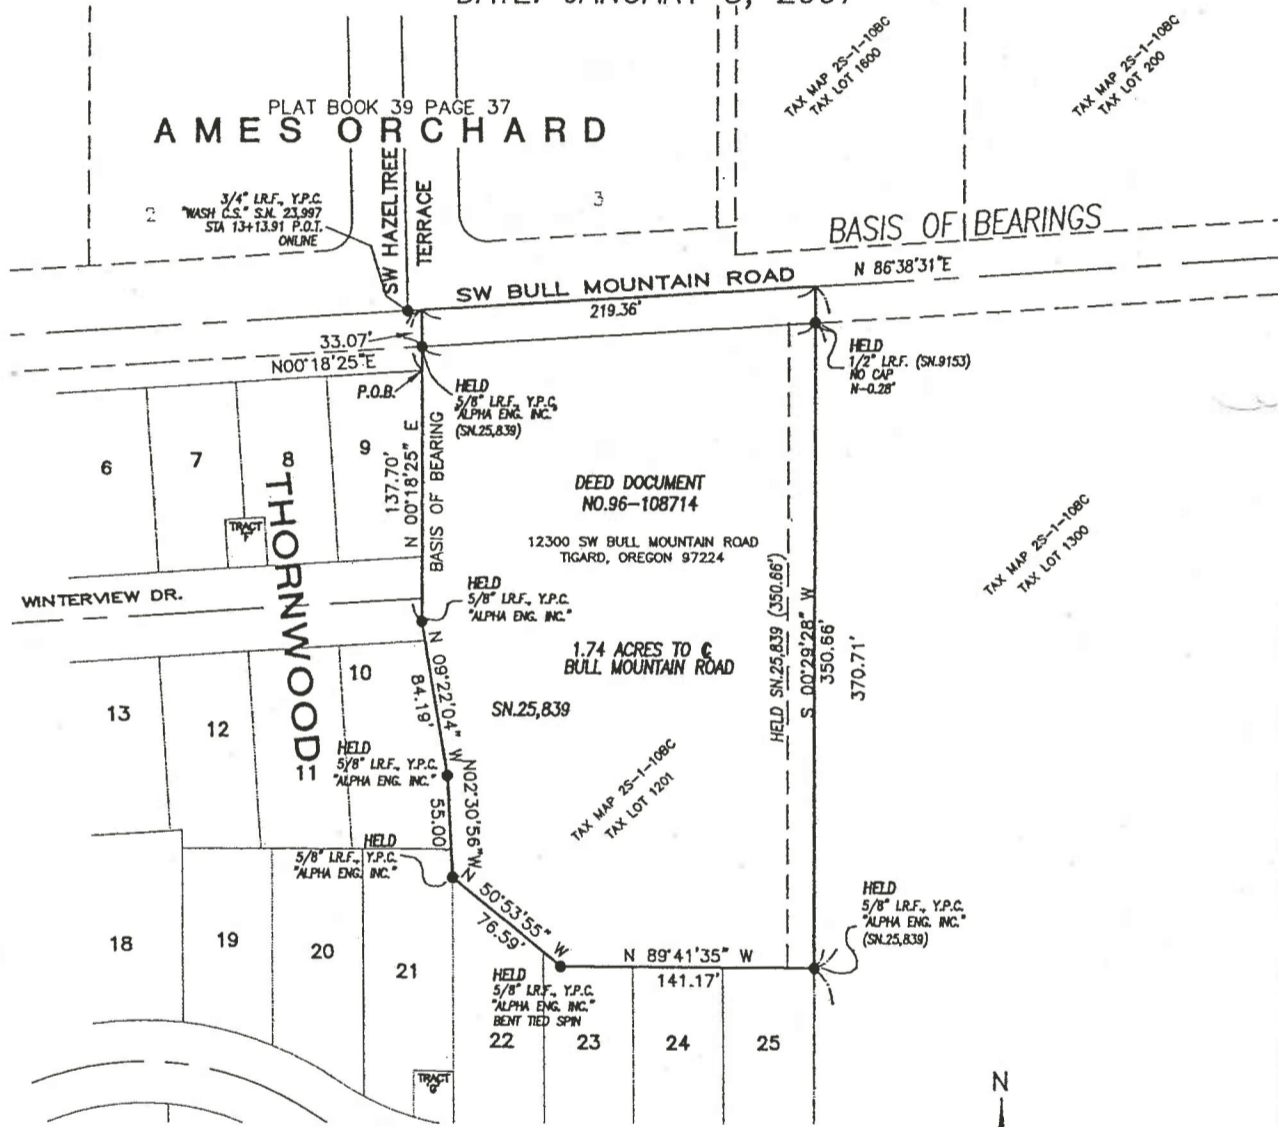 PLAT BOOK 39 PAGE 37
AMES ORCHARD
TAX MAP 2S-1-10BC
TAX LOT 1600
TAX MAP 2S-1-10BC
TAX LOT 200
3/4" I.R.F., Y.P.C.
"WASH C.S." S.N. 23,997
STA 13+13.91 P.O.T.
ONLINE
2
3
SW HAZELTREE
TERRACE
BASIS OF BEARINGS
N 86°38'31"E
SW BULL MOUNTAIN ROAD
219.36'
33.07'
N00°18'25"E
P.O.B.
HELD
5/8" I.R.F., Y.P.C.
"ALPHA ENG. INC."
(SN.25,839)
HELD
1/2" I.R.F. (SN.9153)
NO CAP
N-0.28'
6
7
8
9
TRACT
'F'
137.70'
N 00°18'25" E
BASIS OF BEARING
THORNWOOD
DEED DOCUMENT
NO.96-108714
12300 SW BULL MOUNTAIN ROAD
TIGARD, OREGON 97224
TAX MAP 2S-1-10BC
TAX LOT 1300
WINTERVIEW DR.
HELD
5/8" I.R.F., Y.P.C.
"ALPHA ENG. INC."
HELD SN.25,839 (350.66')
S 00°29'28" W
350.66'
370.71'
1.74 ACRES TO ℄
BULL MOUNTAIN ROAD
SN.25,839
N 09°22'04" W
84.19'
10
11
12
13
HELD
5/8" I.R.F., Y.P.C.
"ALPHA ENG. INC."
N02°30'56"W
55.00
TAX MAP 2S-1-10BC
TAX LOT 1201
HELD
5/8" I.R.F., Y.P.C.
"ALPHA ENG. INC."
N 50°53'55" W
76.59'
HELD
5/8" I.R.F., Y.P.C.
"ALPHA ENG. INC."
(SN.25,839)
N 89°41'35" W
141.17'
HELD
5/8" I.R.F., Y.P.C.
"ALPHA ENG. INC."
BENT TIED SPIN
18
19
20
21
22
23
24
25
TRACT
'G'
N